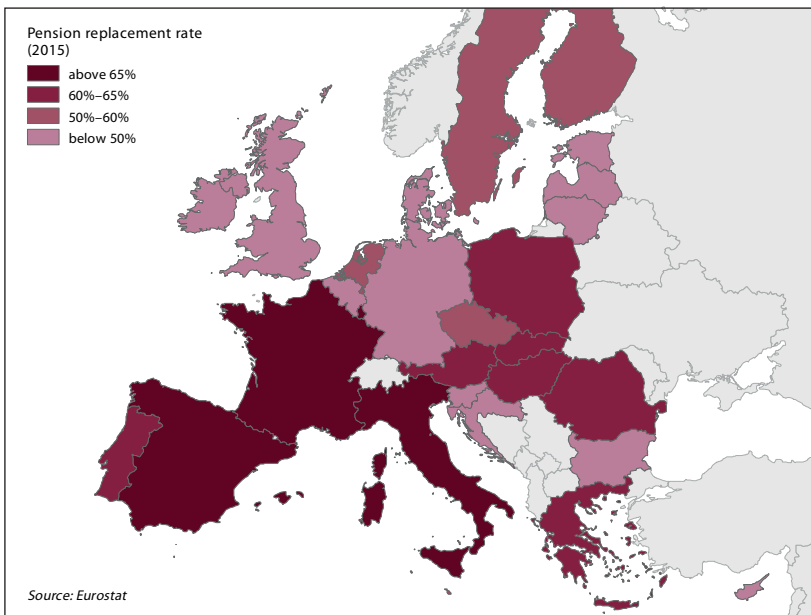 Pension replacement rate
(2015)
above 65%
60%–65%
50%–60%
below 50%
Source: Eurostat